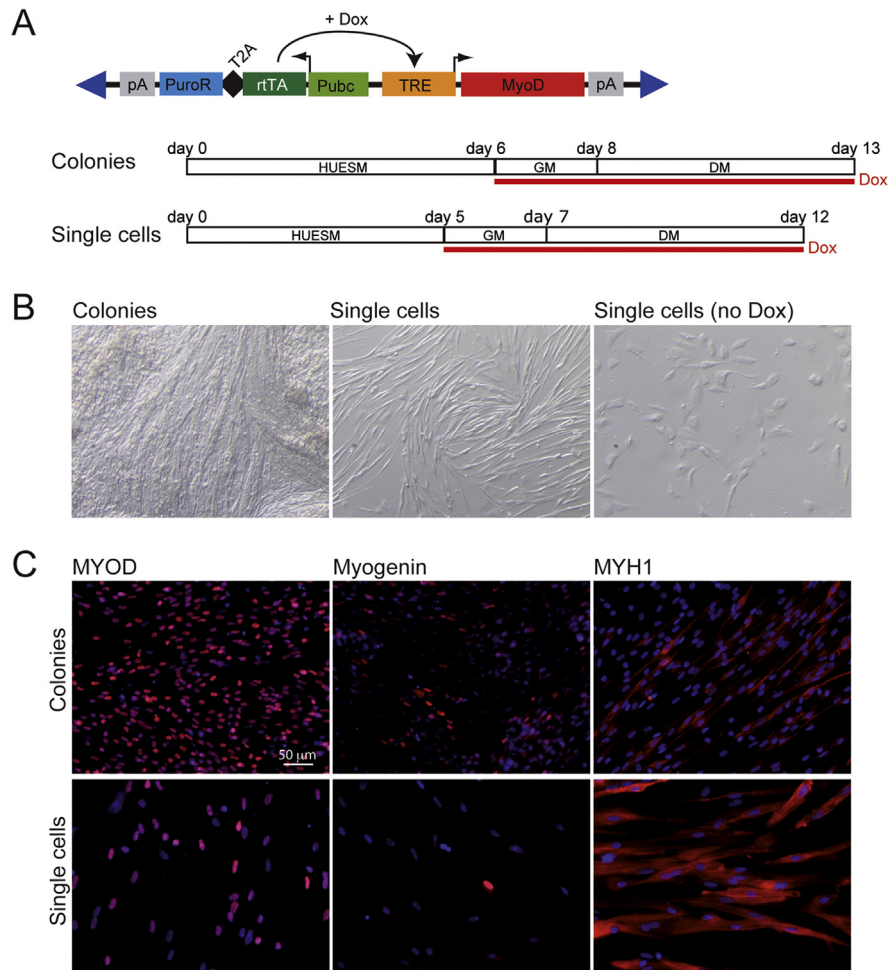 A
+ Dox
T2A
pA PuroR rtTA Pubc TRE MyoD pA
day 0 day 6 day 8 day 13
Colonies HUESM GM DM
Dox
day 0 day 5 day 7 day 12
Single cells HUESM GM DM
Dox
B
Colonies Single cells Single cells (no Dox)
C
MYOD Myogenin MYH1
Colonies
50 μm
Single cells